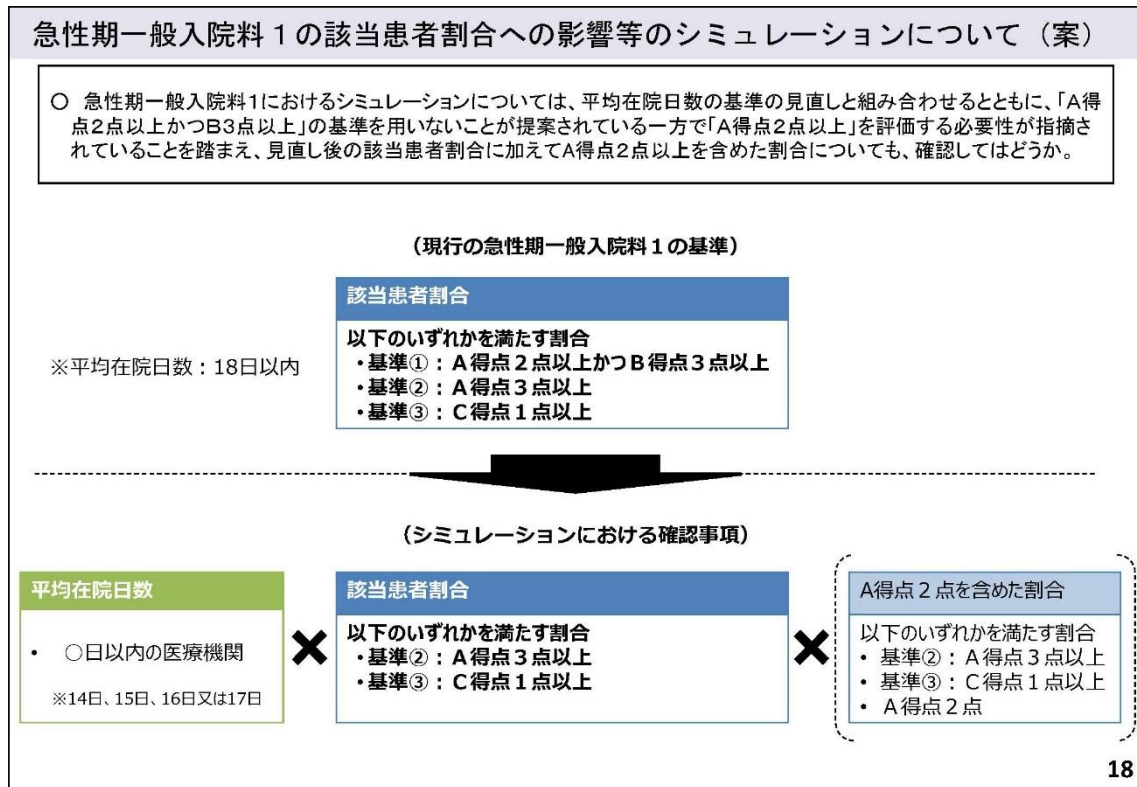 急性期一般入院料１の該当患者割合への影響等のシミュレーションについて（案）
○ 急性期一般入院料1におけるシミュレーションについては、平均在院日数の基準の見直しと組み合わせるとともに、「A得
点2点以上かつB3点以上」の基準を用いないことが提案されている一方で「A得点2点以上」を評価する必要性が指摘さ
れていることを踏まえ、見直し後の該当患者割合に加えてA得点2点以上を含めた割合についても、確認してはどうか。
（現行の急性期一般入院料１の基準）
※平均在院日数：18日以内
該当患者割合
以下のいずれかを満たす割合
・基準①：Ａ得点２点以上かつＢ得点３点以上
・基準②：Ａ得点３点以上
・基準③：Ｃ得点１点以上
（シミュレーションにおける確認事項）
平均在院日数
• ○日以内の医療機関
※14日、15日、16日又は17日
×
該当患者割合
以下のいずれかを満たす割合
・基準②：Ａ得点３点以上
・基準③：Ｃ得点１点以上
×
A得点２点を含めた割合
以下のいずれかを満たす割合
• 基準②：Ａ得点３点以上
• 基準③：Ｃ得点１点以上
• Ａ得点２点
18